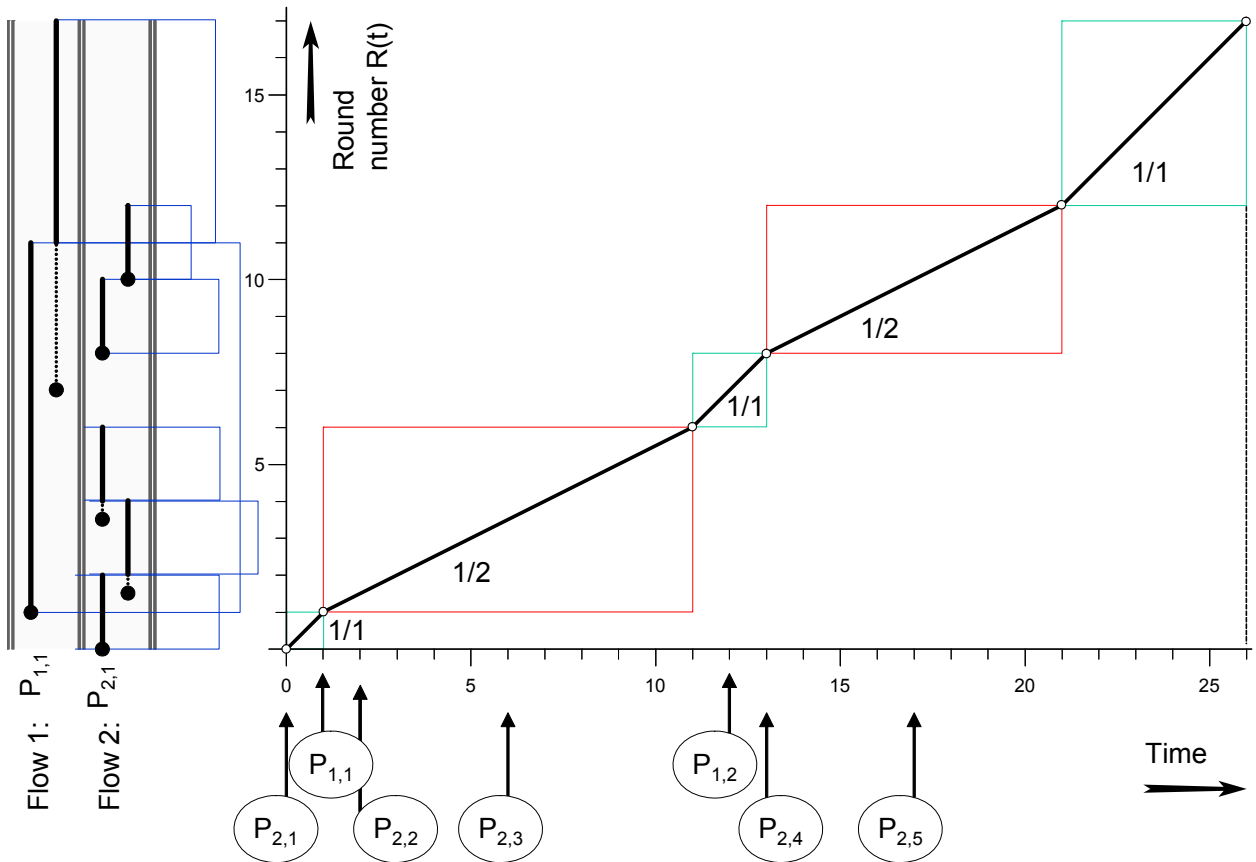 Round
number R(t)
15
10
5
1/1
1/2
1/1
1/2
1/1
0
5
10
15
20
25
Time
P1,1
P2,1
P2,2
P2,3
P1,2
P2,4
P2,5
Flow 1: P1,1
Flow 2: P2,1